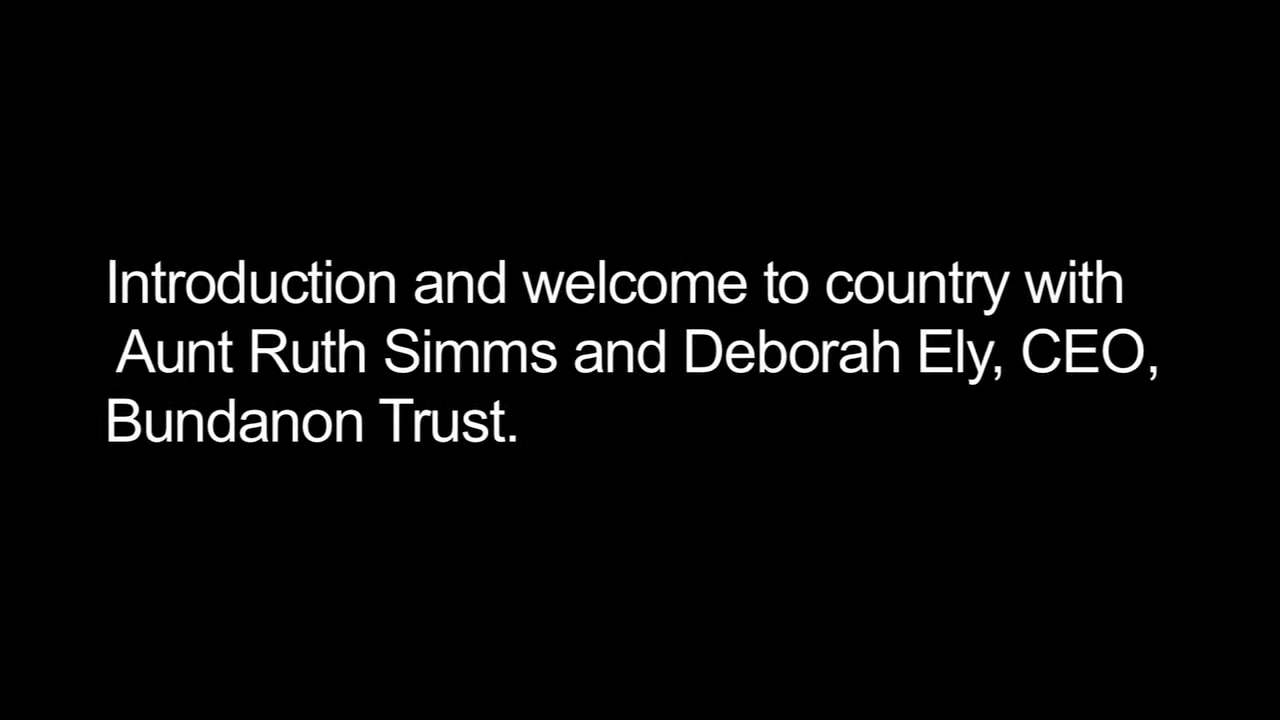 Introduction and welcome to country with
Aunt Ruth Simms and Deborah Ely, CEO,
Bundanon Trust.